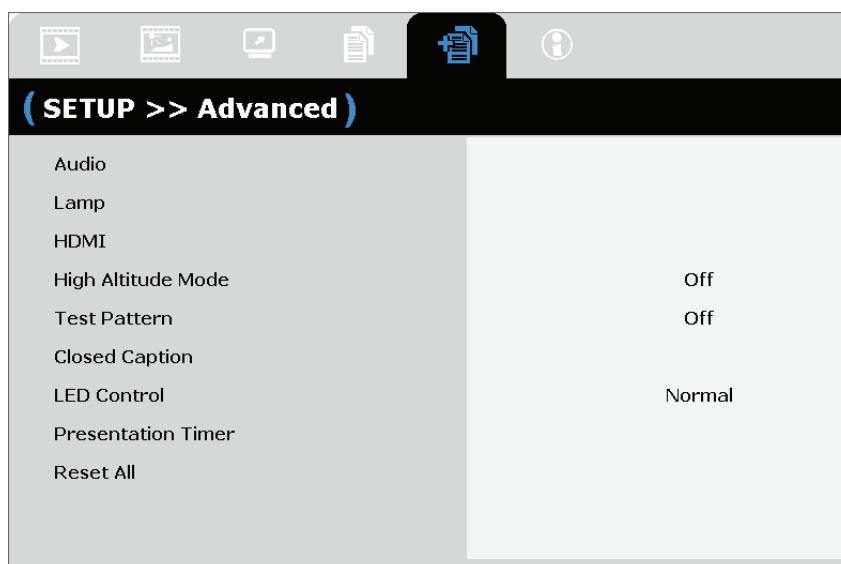 ( SETUP >> Advanced )
Audio
Lamp
HDMI
High Altitude Mode Off
Test Pattern Off
Closed Caption
LED Control Normal
Presentation Timer
Reset All